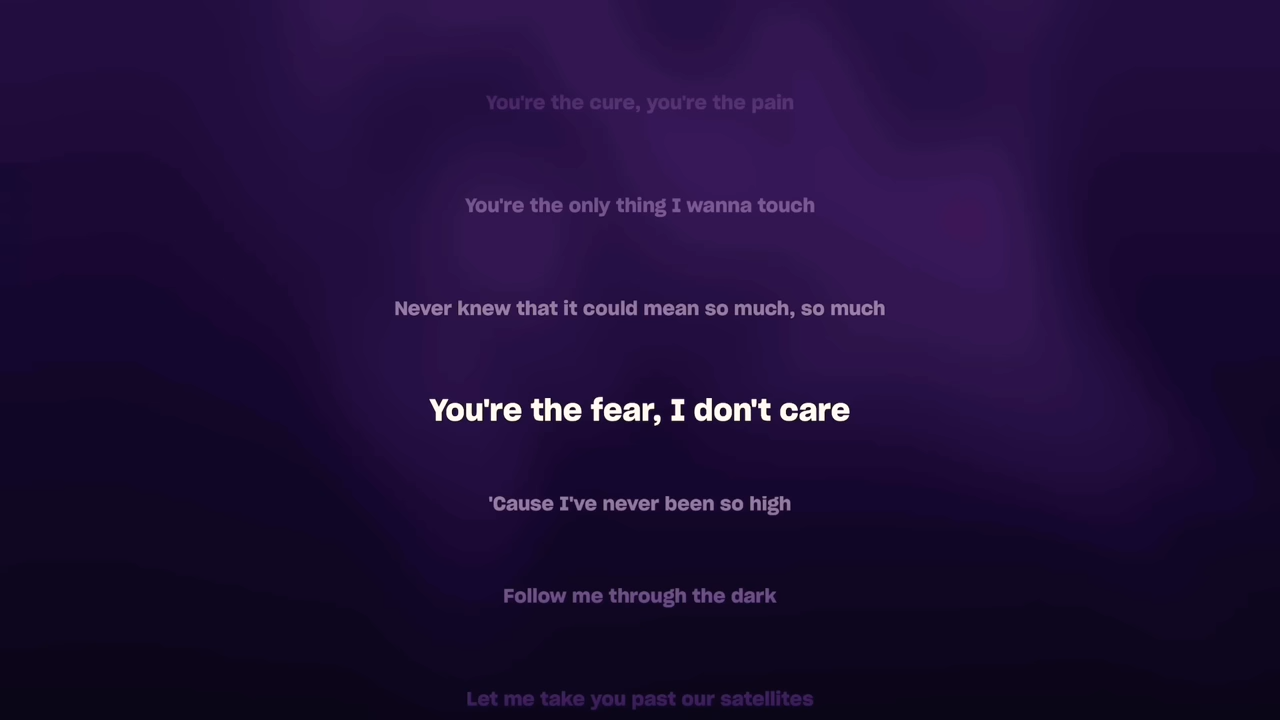 You're the cure, you're the pain
You're the only thing I wanna touch
Never knew that it could mean so much, so much
You're the fear, I don't care
'Cause I've never been so high
Follow me through the dark
Let me take you past our satellites